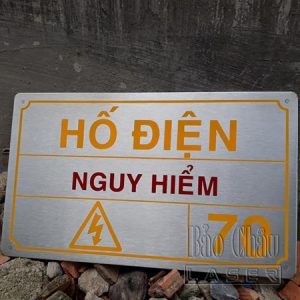 HỐ ĐIỆN
NGUY HIỂM
70
Bảo Châu
LASER